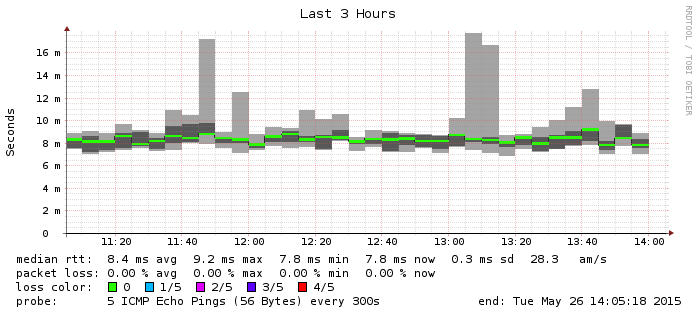 Last 3 Hours
RRDTOOL / TOBI OETIKER
Seconds
16 m
14 m
12 m
10 m
8 m
6 m
4 m
2 m
0
11:20 11:40 12:00 12:20 12:40 13:00 13:20 13:40 14:00
median rtt: 8.4 ms avg 9.2 ms max 7.8 ms min 7.8 ms now 0.3 ms sd 28.3 am/s
packet loss: 0.00 % avg 0.00 % max 0.00 % min 0.00 % now
loss color: 0 1/5 2/5 3/5 4/5
probe: 5 ICMP Echo Pings (56 Bytes) every 300s end: Tue May 26 14:05:18 2015